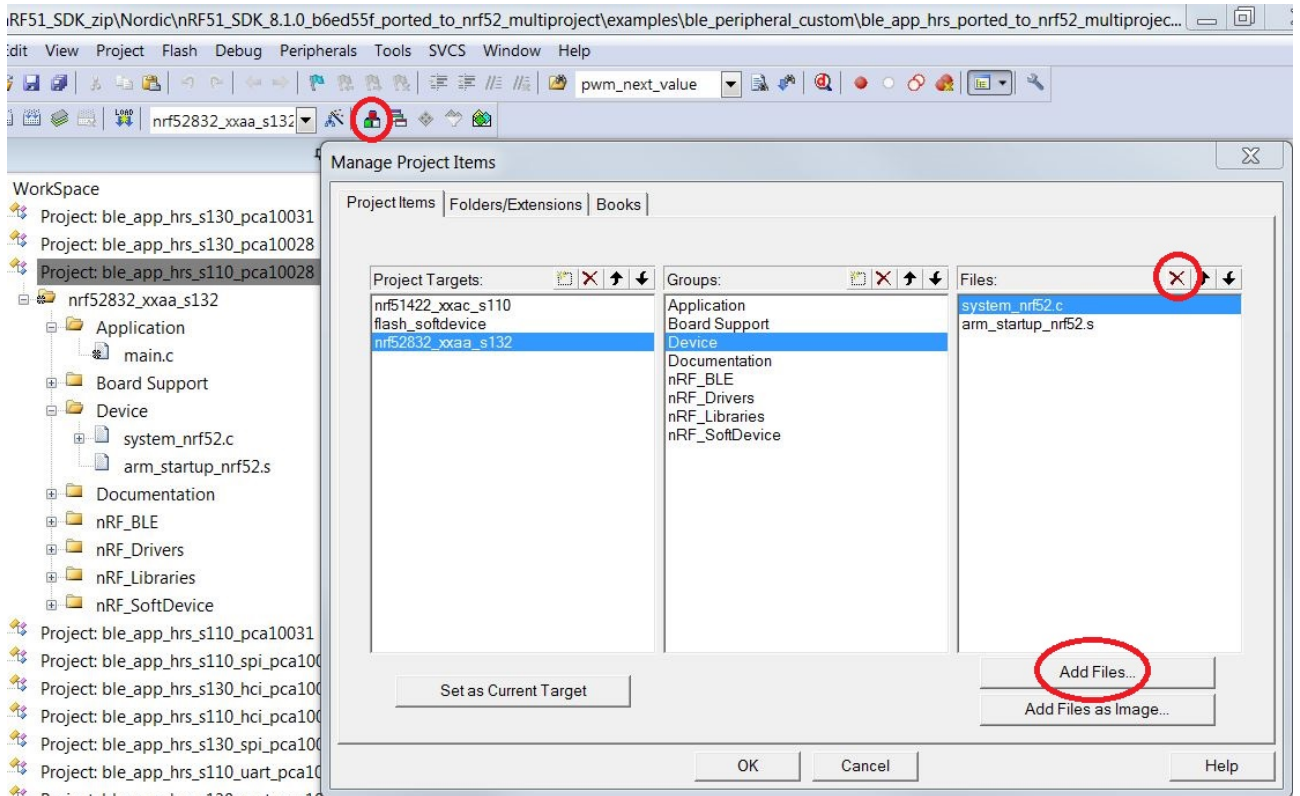 nRF51_SDK_zip\Nordic\nRF51_SDK_8.1.0_b6ed55f_ported_to_nrf52_multiproject\examples\ble_peripheral_custom\ble_app_hrs_ported_to_nrf52_multiprojec...
Edit View Project Flash Debug Peripherals Tools SVCS Window Help
pwm_next_value
LOAD nrf52832_xxaa_s132
Manage Project Items
WorkSpace
Project: ble_app_hrs_s130_pca10031
Project: ble_app_hrs_s130_pca10028
Project: ble_app_hrs_s110_pca10028
nrf52832_xxaa_s132
Application
main.c
Board Support
Device
system_nrf52.c
arm_startup_nrf52.s
Documentation
nRF_BLE
nRF_Drivers
nRF_Libraries
nRF_SoftDevice
Project: ble_app_hrs_s110_pca10031
Project: ble_app_hrs_s110_spi_pca100
Project: ble_app_hrs_s130_hci_pca100
Project: ble_app_hrs_s110_hci_pca100
Project: ble_app_hrs_s130_spi_pca100
Project: ble_app_hrs_s110_uart_pca10
Project Items Folders/Extensions Books
Project Targets:
nrf51422_xxac_s110
flash_softdevice
nrf52832_xxaa_s132
Set as Current Target
Groups:
Application
Board Support
Device
Documentation
nRF_BLE
nRF_Drivers
nRF_Libraries
nRF_SoftDevice
Files:
system_nrf52.c
arm_startup_nrf52.s
Add Files...
Add Files as Image...
OK Cancel Help